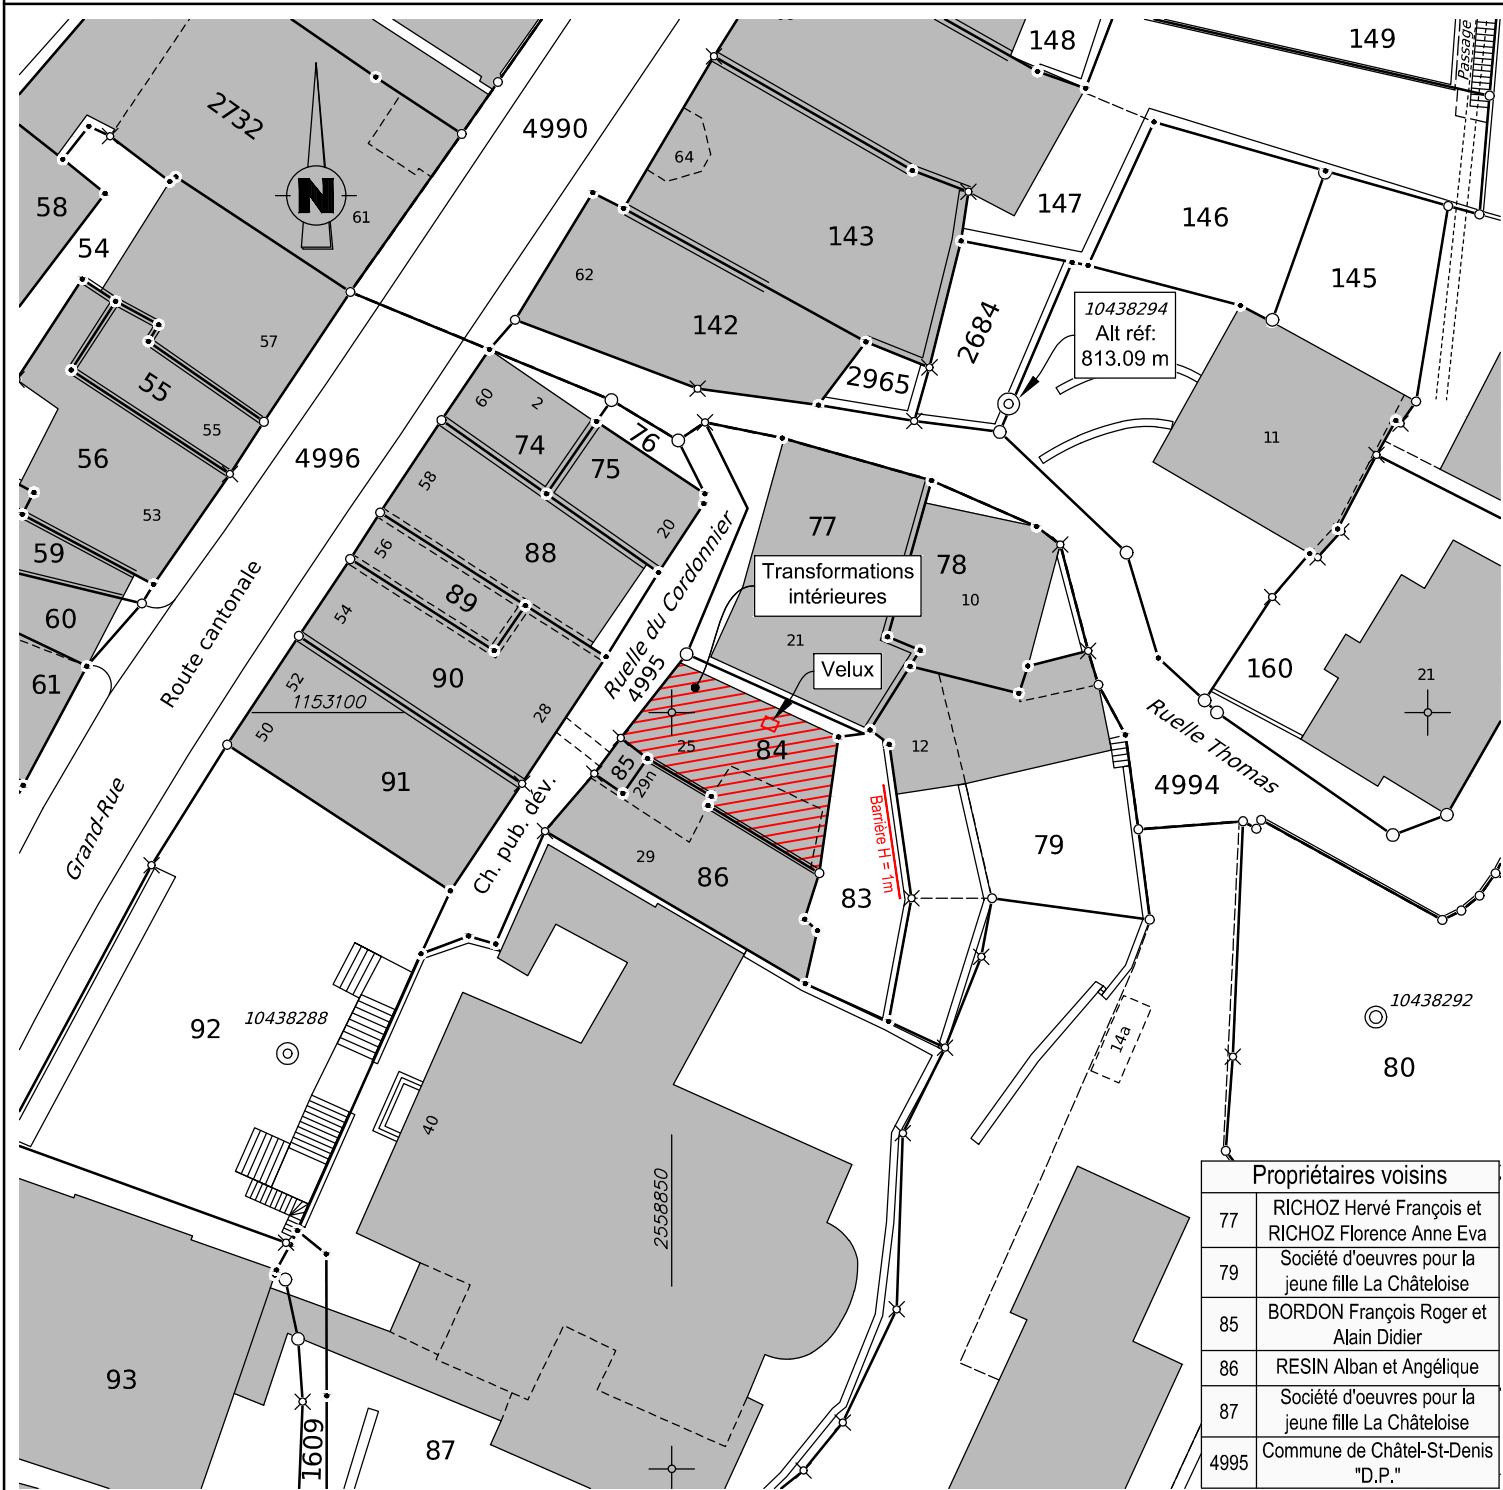 148
149
Passage
2732
4990
64
58
61
54
147
146
143
145
62
57
142
2684
10438294
Alt réf:
813.09 m
55
2965
60
2
76
74
75
55
56
4996
58
11
53
20
77
59
56
88
78
Transformations
intérieures
10
89
60
54
Ruelle du Cordonnier
21
Route cantonale
61
90
52
4995
Velux
160
21
1153100
28
50
25
84
12
Ruelle Thomas
91
85
29n
4994
Grand-Rue
Ch. pub. dév.
Barrière H = 1m
29
86
79
83
92
10438288
10438292
14a
80
40
2558850
93
1609
87
Propriétaires voisins
77 RICHOZ Hervé François et
RICHOZ Florence Anne Eva
79 Société d'oeuvres pour la
jeune fille La Châteloise
85 BORDON François Roger et
Alain Didier
86 RESIN Alban et Angélique
87 Société d'oeuvres pour la
jeune fille La Châteloise
4995 Commune de Châtel-St-Denis
"D.P."
N